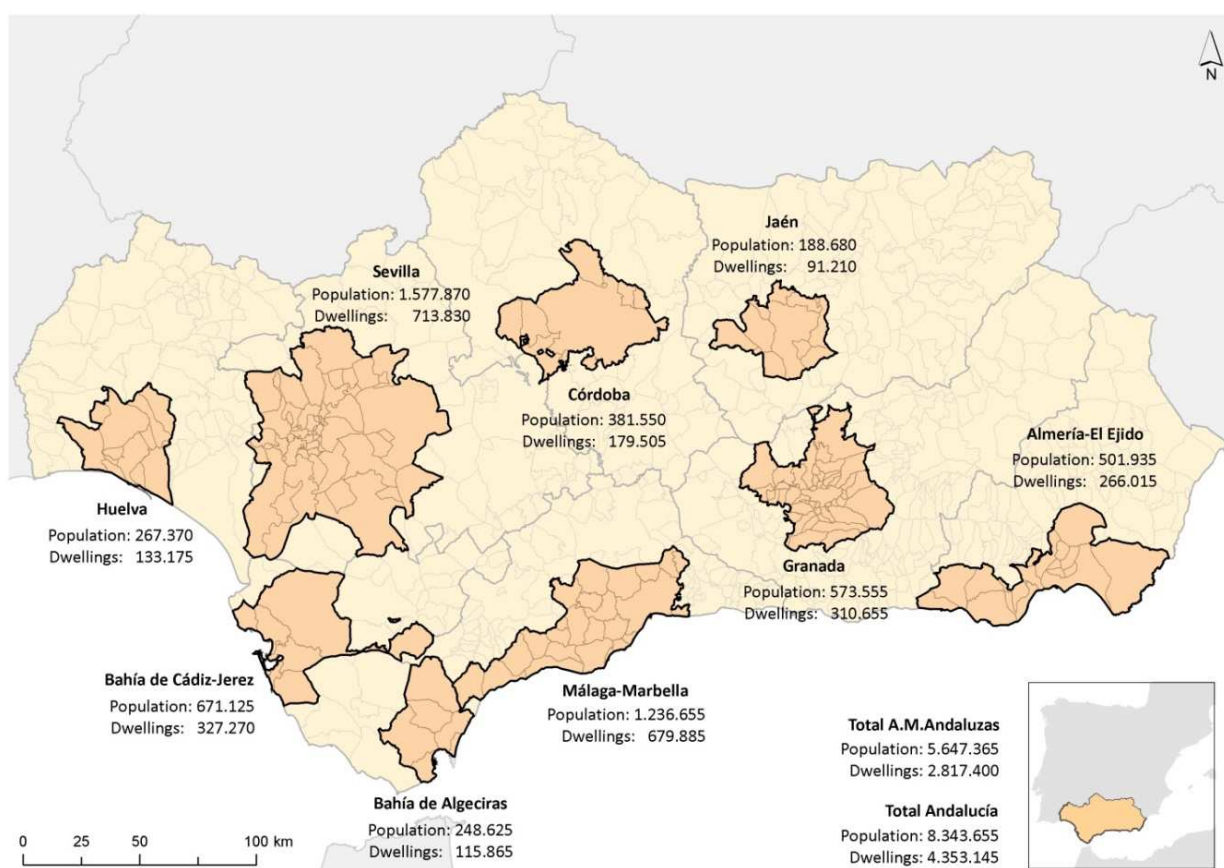 N
Jaén
Population: 188.680
Dwellings: 91.210
Sevilla
Population: 1.577.870
Dwellings: 713.830
Córdoba
Population: 381.550
Dwellings: 179.505
Almería-El Ejido
Population: 501.935
Dwellings: 266.015
Huelva
Population: 267.370
Dwellings: 133.175
Granada
Population: 573.555
Dwellings: 310.655
Bahía de Cádiz-Jerez
Population: 671.125
Dwellings: 327.270
Málaga-Marbella
Population: 1.236.655
Dwellings: 679.885
Bahía de Algeciras
Population: 248.625
Dwellings: 115.865
Total A.M.Andaluzas
Population: 5.647.365
Dwellings: 2.817.400
Total Andalucía
Population: 8.343.655
Dwellings: 4.353.145
0 25 50 100 km